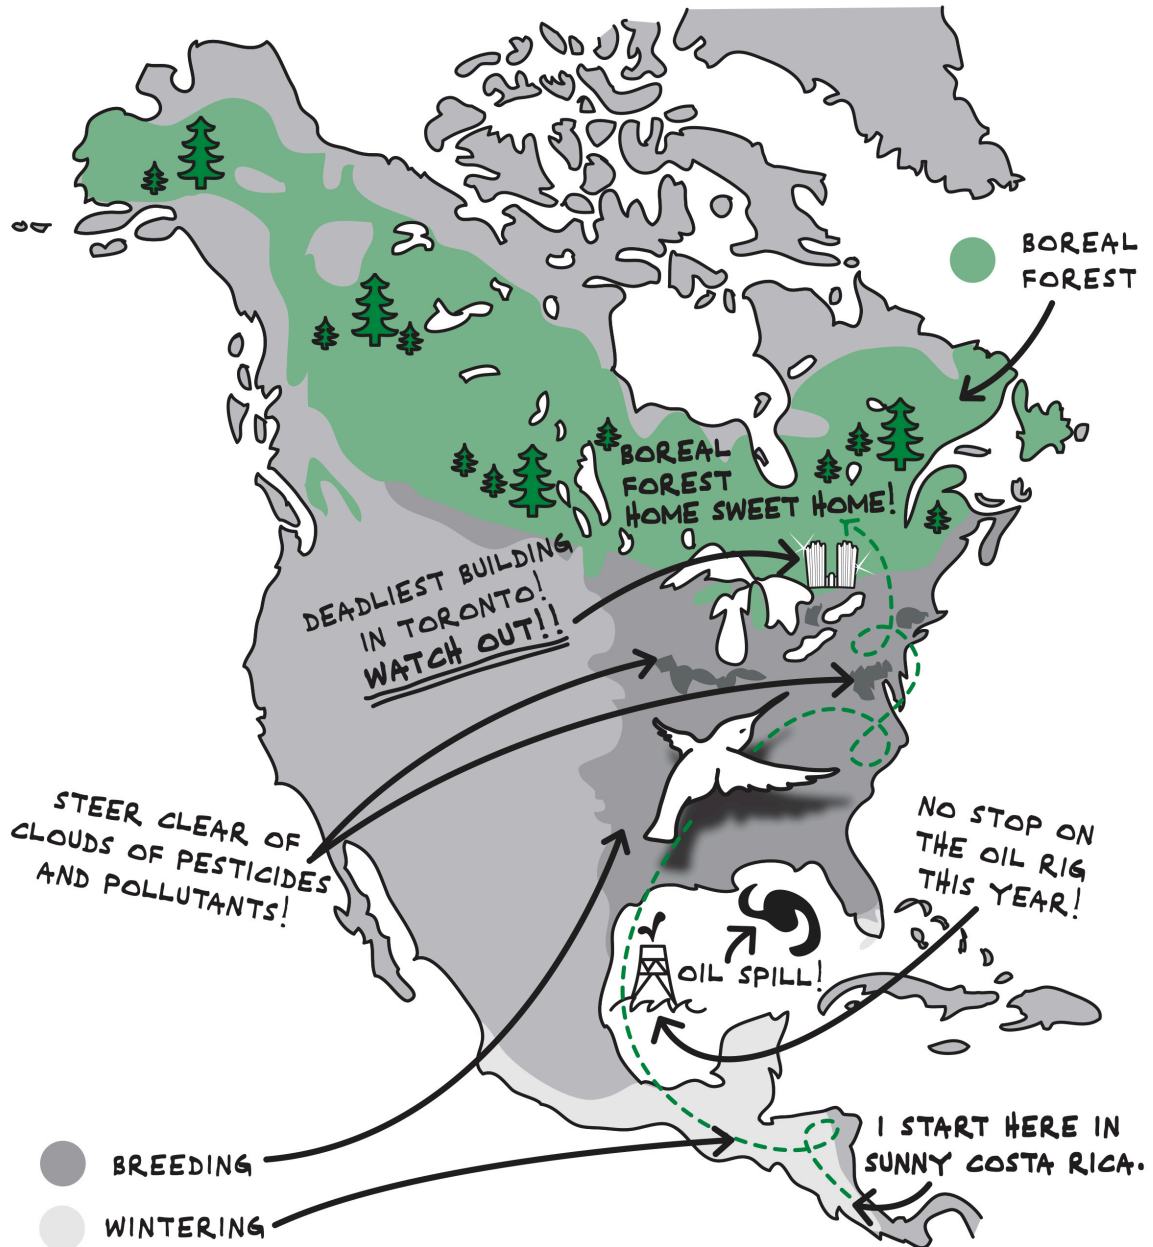 BOREAL
FOREST
BOREAL
FOREST
HOME SWEET HOME!
DEADLIEST BUILDING
IN TORONTO!
WATCH OUT!!
STEER CLEAR OF
CLOUDS OF PESTICIDES
AND POLLUTANTS!
NO STOP ON
THE OIL RIG
THIS YEAR!
OIL SPILL!
I START HERE IN
SUNNY COSTA RICA.
BREEDING
WINTERING